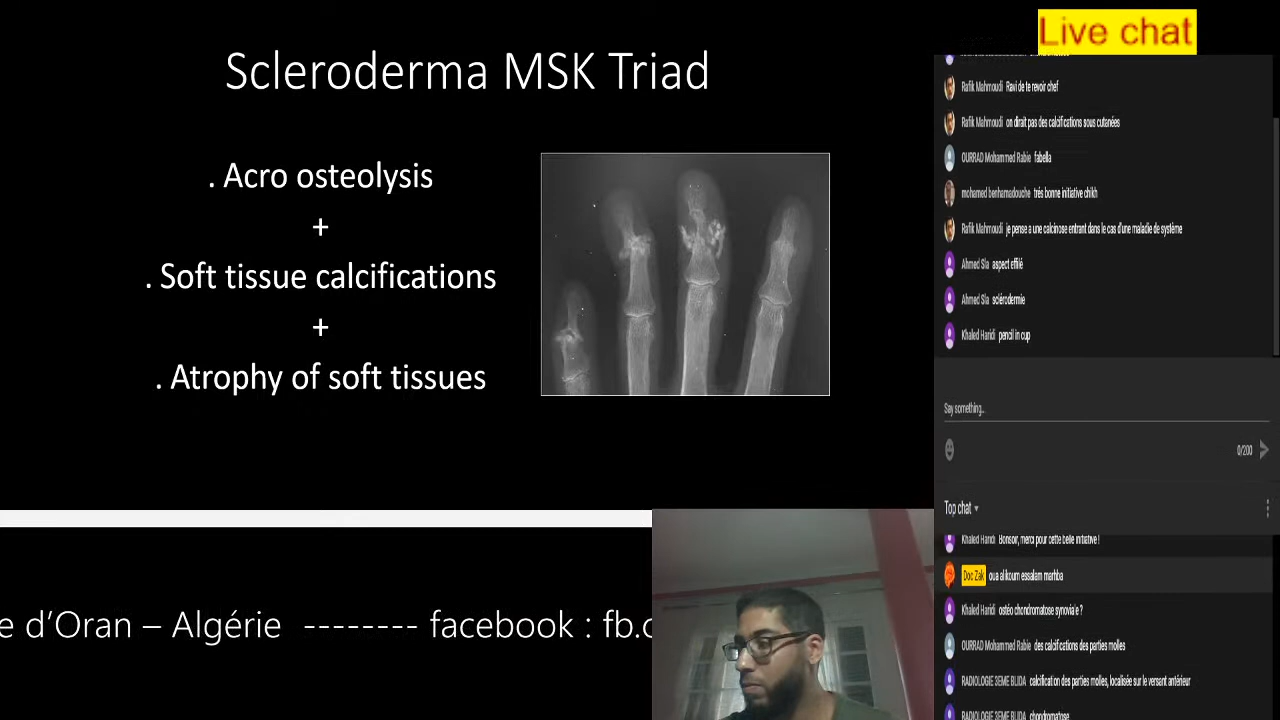 Live chat
Scleroderma MSK Triad
. Acro osteolysis
+
. Soft tissue calcifications
+
. Atrophy of soft tissues
Rafik Mahmoudi Ravi de te revoir chef
Rafik Mahmoudi on dirait pas des calcifications sous cutanées
OURRAD Mohammed Rabie fabella
mohamed benhamadouche très bonne initiative chikh
Rafik Mahmoudi je pense a une calcinose entrant dans le cas d'une maladie de système
Ahmed Sla aspect effilé
Ahmed Sla sclérodermie
Khaled Haridi pencil in cup
Say something...
0/200
Top chat
Khaled Haridi Bonsoir, merci pour cette belle initiative !
Doc Zak oua alikoum essalam marhba
Khaled Haridi ostéo chondromatose synoviale ?
OURRAD Mohammed Rabie des calcifications des parties molles
RADIOLOGIE 3EME BLIDA calcification des parties molles, localisée sur le versant antérieur
RADIOLOGIE 3EME BLIDA chondromatose
e d'Oran – Algérie -------- facebook : fb.c